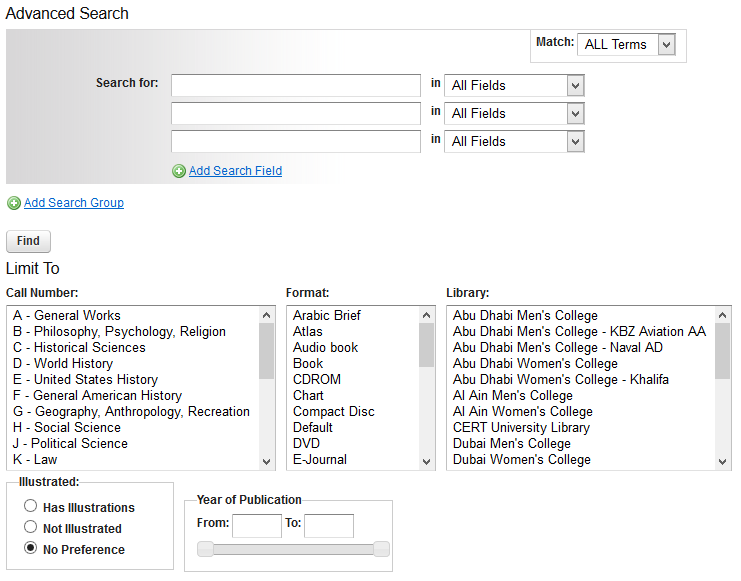 Advanced Search
Match: ALL Terms
Search for: in All Fields
in All Fields
in All Fields
Add Search Field
Add Search Group
Find
Limit To
Call Number: Format: Library:
A - General Works Arabic Brief Abu Dhabi Men's College
B - Philosophy, Psychology, Religion Atlas Abu Dhabi Men's College - KBZ Aviation AA
C - Historical Sciences Audio book Abu Dhabi Men's College - Naval AD
D - World History Book Abu Dhabi Women's College
E - United States History CDROM Abu Dhabi Women's College - Khalifa
F - General American History Chart Al Ain Men's College
G - Geography, Anthropology, Recreation Compact Disc Al Ain Women's College
H - Social Science Default CERT University Library
J - Political Science DVD Dubai Men's College
K - Law E-Journal Dubai Women's College
Illustrated:
Has Illustrations
Not Illustrated
No Preference
Year of Publication
From: To: